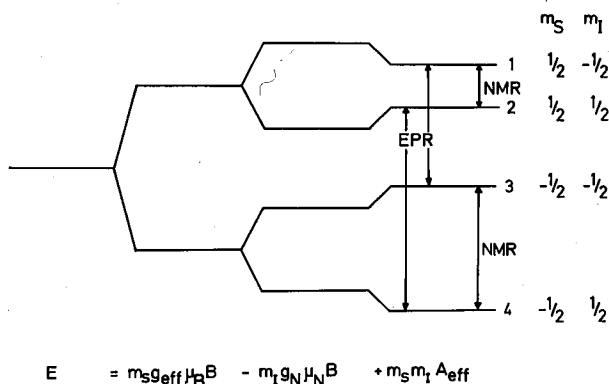 m_S m_I
1 1/2 -1/2
NMR
2 1/2 1/2
EPR
3 -1/2 -1/2
NMR
4 -1/2 1/2
E = m_S g_eff μ_B B - m_I g_N μ_N B + m_S m_I A_eff